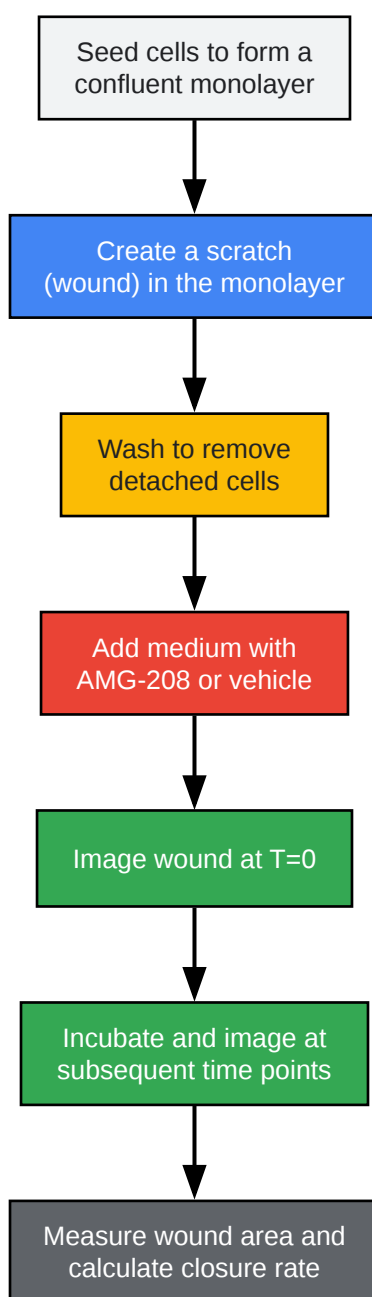 Seed cells to form a
confluent monolayer
Create a scratch
(wound) in the monolayer
Wash to remove
detached cells
Add medium with
AMG-208 or vehicle
Image wound at T=0
Incubate and image at
subsequent time points
Measure wound area and
calculate closure rate